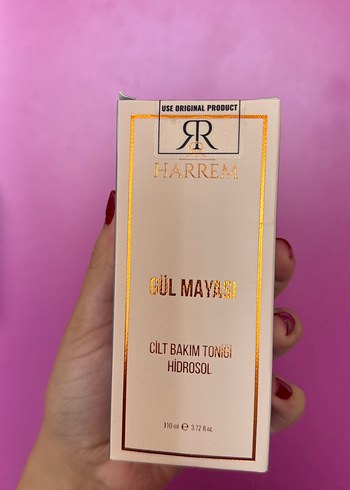 USE ORIGINAL PRODUCT
HARREM
GÜL MAYASI
CİLT BAKIM TONİĞİ
HİDROSOL
110 ml ℮ 3.72 fl oz.